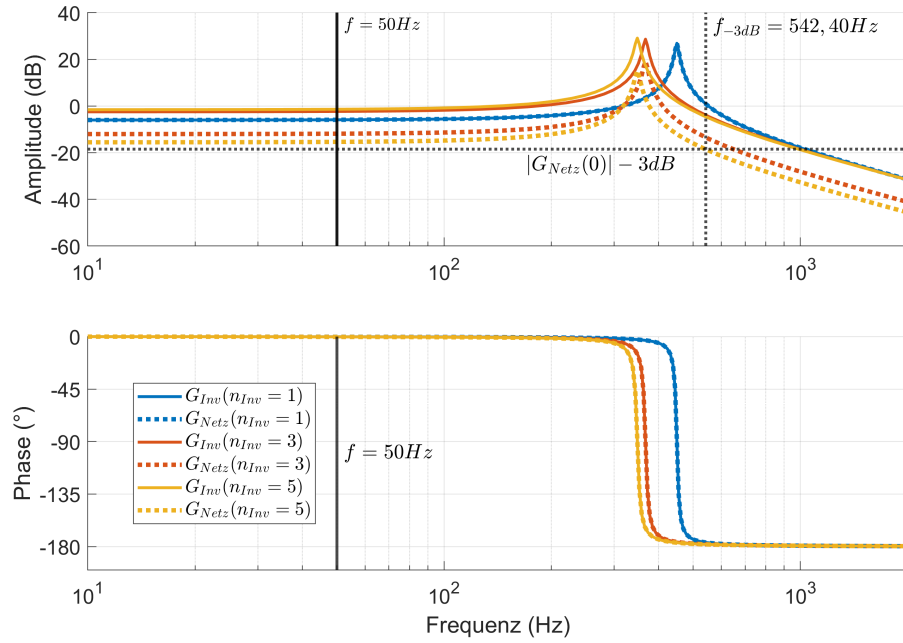 40
20
0
-20
-40
-60
Amplitude (dB)
f = 50Hz
f_{-3dB} = 542,40Hz
|G_{Netz}(0)| − 3dB
10^1
10^2
10^3
0
-45
-90
-135
-180
Phase (°)
G_{Inv}(n_{Inv} = 1)
G_{Netz}(n_{Inv} = 1)
G_{Inv}(n_{Inv} = 3)
G_{Netz}(n_{Inv} = 3)
G_{Inv}(n_{Inv} = 5)
G_{Netz}(n_{Inv} = 5)
f = 50Hz
10^1
10^2
10^3
Frequenz (Hz)